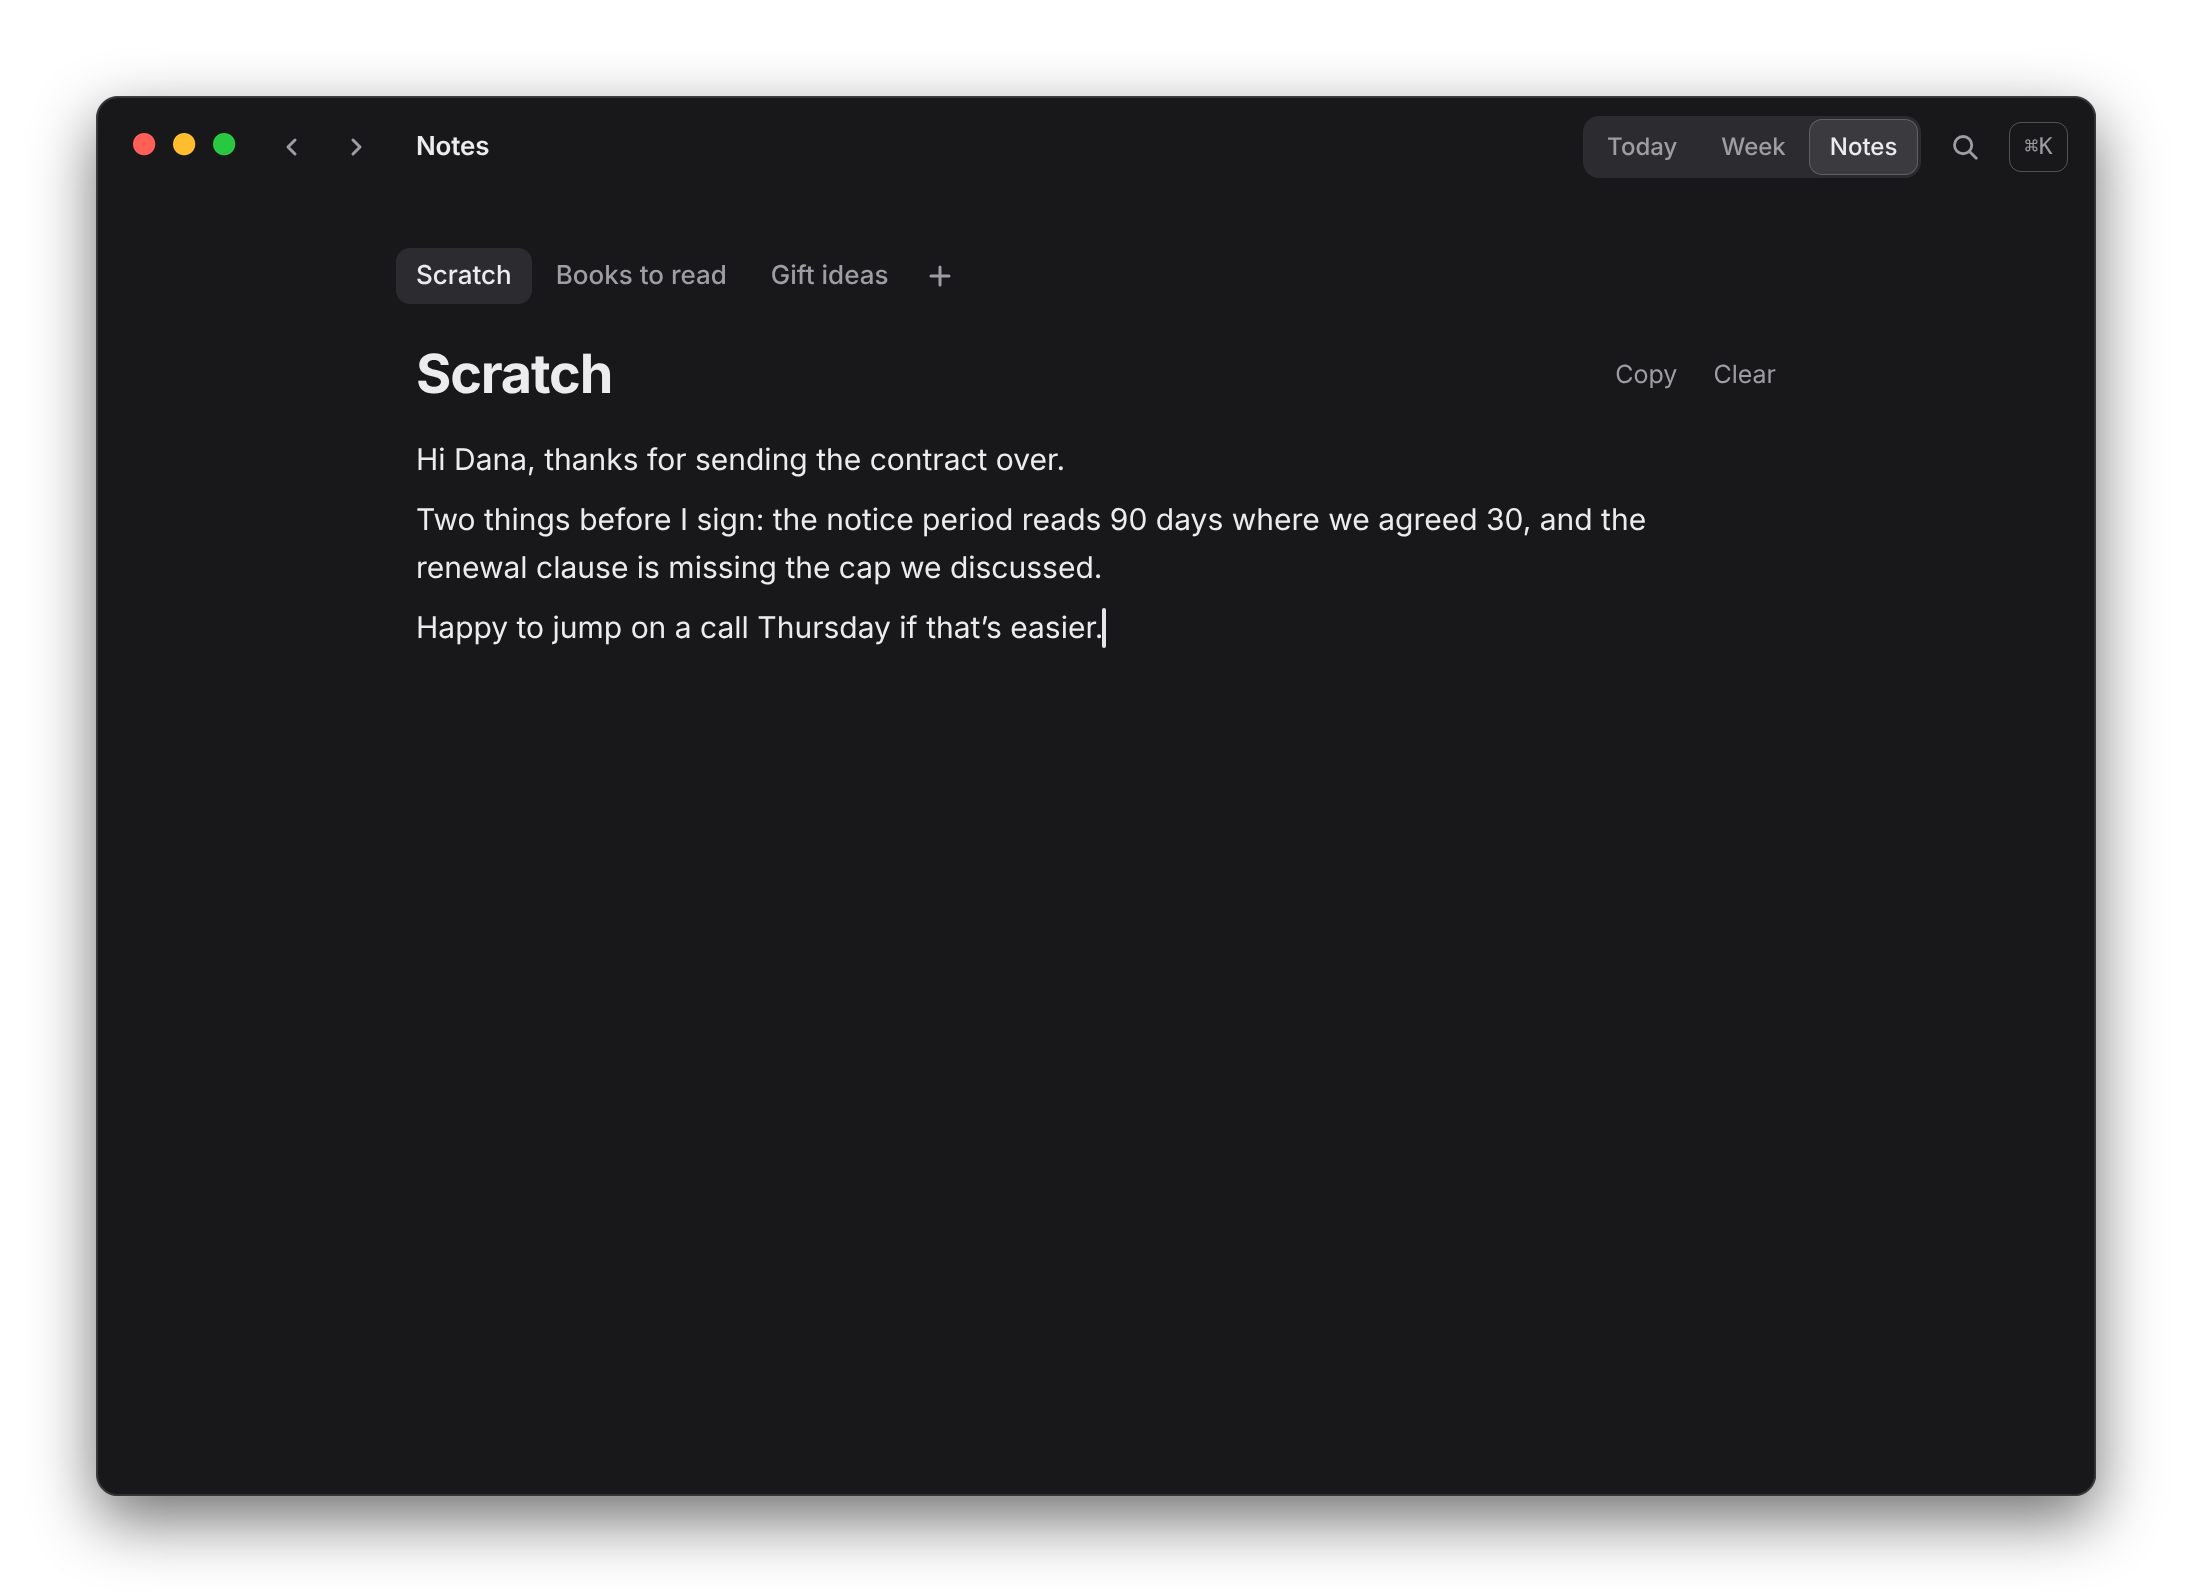 Notes
Today Week Notes ⌘K
Scratch Books to read Gift ideas +
Scratch
Copy Clear
Hi Dana, thanks for sending the contract over.
Two things before I sign: the notice period reads 90 days where we agreed 30, and the
renewal clause is missing the cap we discussed.
Happy to jump on a call Thursday if that’s easier.